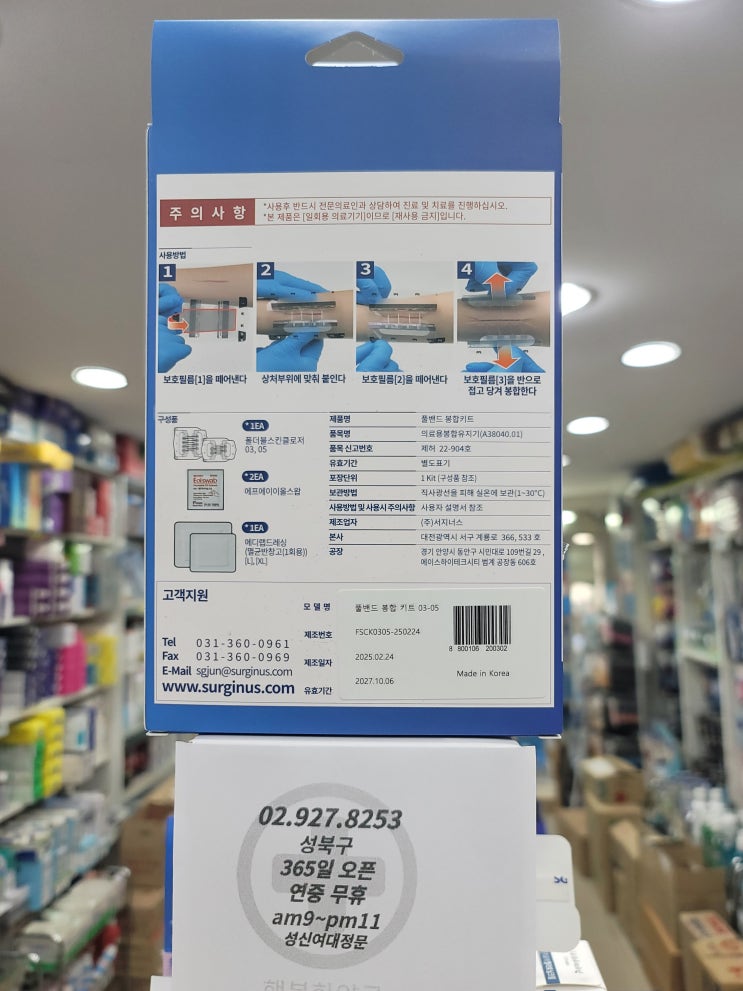 주의사항
*사용후 반드시 전문의료인과 상담하여 진료 및 치료를 진행하십시오.
*본 제품은 [일회용 의료기기]이므로 [재사용 금지]입니다.
사용방법
1
2
3
4
보호필름[1]을 떼어낸다
상처부위에 맞춰 붙인다
보호필름[2]을 떼어낸다
보호필름[3]을 반으로
접고 당겨 봉합한다
구성품
*1EA
폴더블스킨클로저
03, 05
*2EA
에프에이이올스왑
*1EA
메디랩드레싱
(멸균반창고(1회용))
[L], [XL]
제품명 풀밴드 봉합키트
품목명 의료용봉합유지기(A38040.01)
품목 신고번호 제허 22-904호
유효기간 별도표기
포장단위 1 Kit (구성품 참조)
보관방법 직사광선을 피해 실온에 보관(1~30℃)
사용방법 및 사용시 주의사항 사용자 설명서 참조
제조업자 (주)서지너스
본사 대전광역시 서구 계룡로 366, 533 호
공장 경기 안양시 동안구 시민대로 109번길 29 ,
에이스하이테크시티 범계 공장동 606호
고객지원
Tel 031-360-0961
Fax 031-360-0969
E-Mail sgjun@surginus.com
www.surginus.com
모 델 명 풀밴드 봉합 키트 03-05
제조번호 FSCK0305-250224
제조일자 2025.02.24
유효기간 2027.10.06
8 800106 200302
Made in Korea
02.927.8253
성북구
365일 오픈
연중 무휴
am9~pm11
성신여대정문